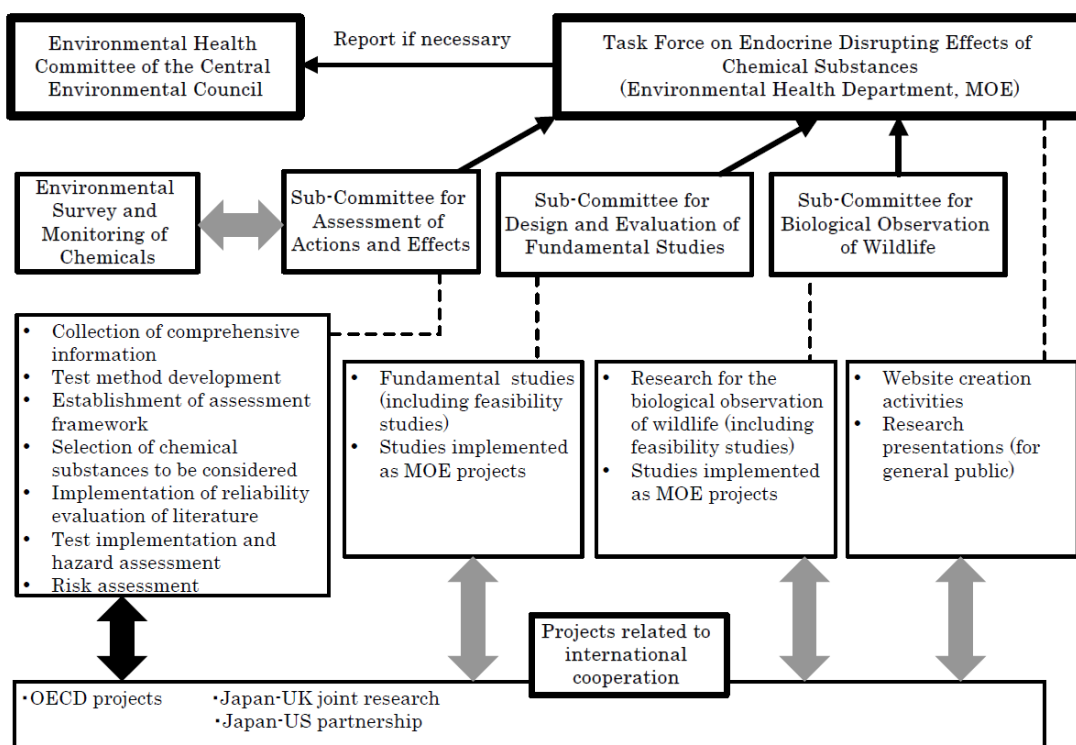 Environmental Health
Committee of the Central
Environmental Council
Report if necessary
Task Force on Endocrine Disrupting Effects of
Chemical Substances
(Environmental Health Department, MOE)
Environmental
Survey and
Monitoring of
Chemicals
Sub-Committee for
Assessment of
Actions and Effects
Sub-Committee for
Design and Evaluation of
Fundamental Studies
Sub-Committee for
Biological Observation
of Wildlife
• Collection of comprehensive
information
• Test method development
• Establishment of assessment
framework
• Selection of chemical
substances to be considered
• Implementation of reliability
evaluation of literature
• Test implementation and
hazard assessment
• Risk assessment
• Fundamental studies
(including feasibility
studies)
• Studies implemented
as MOE projects
• Research for the
biological observation
of wildlife (including
feasibility studies)
• Studies implemented
as MOE projects
• Website creation
activities
• Research
presentations (for
general public)
Projects related to
international
cooperation
・OECD projects
・Japan-UK joint research
・Japan-US partnership